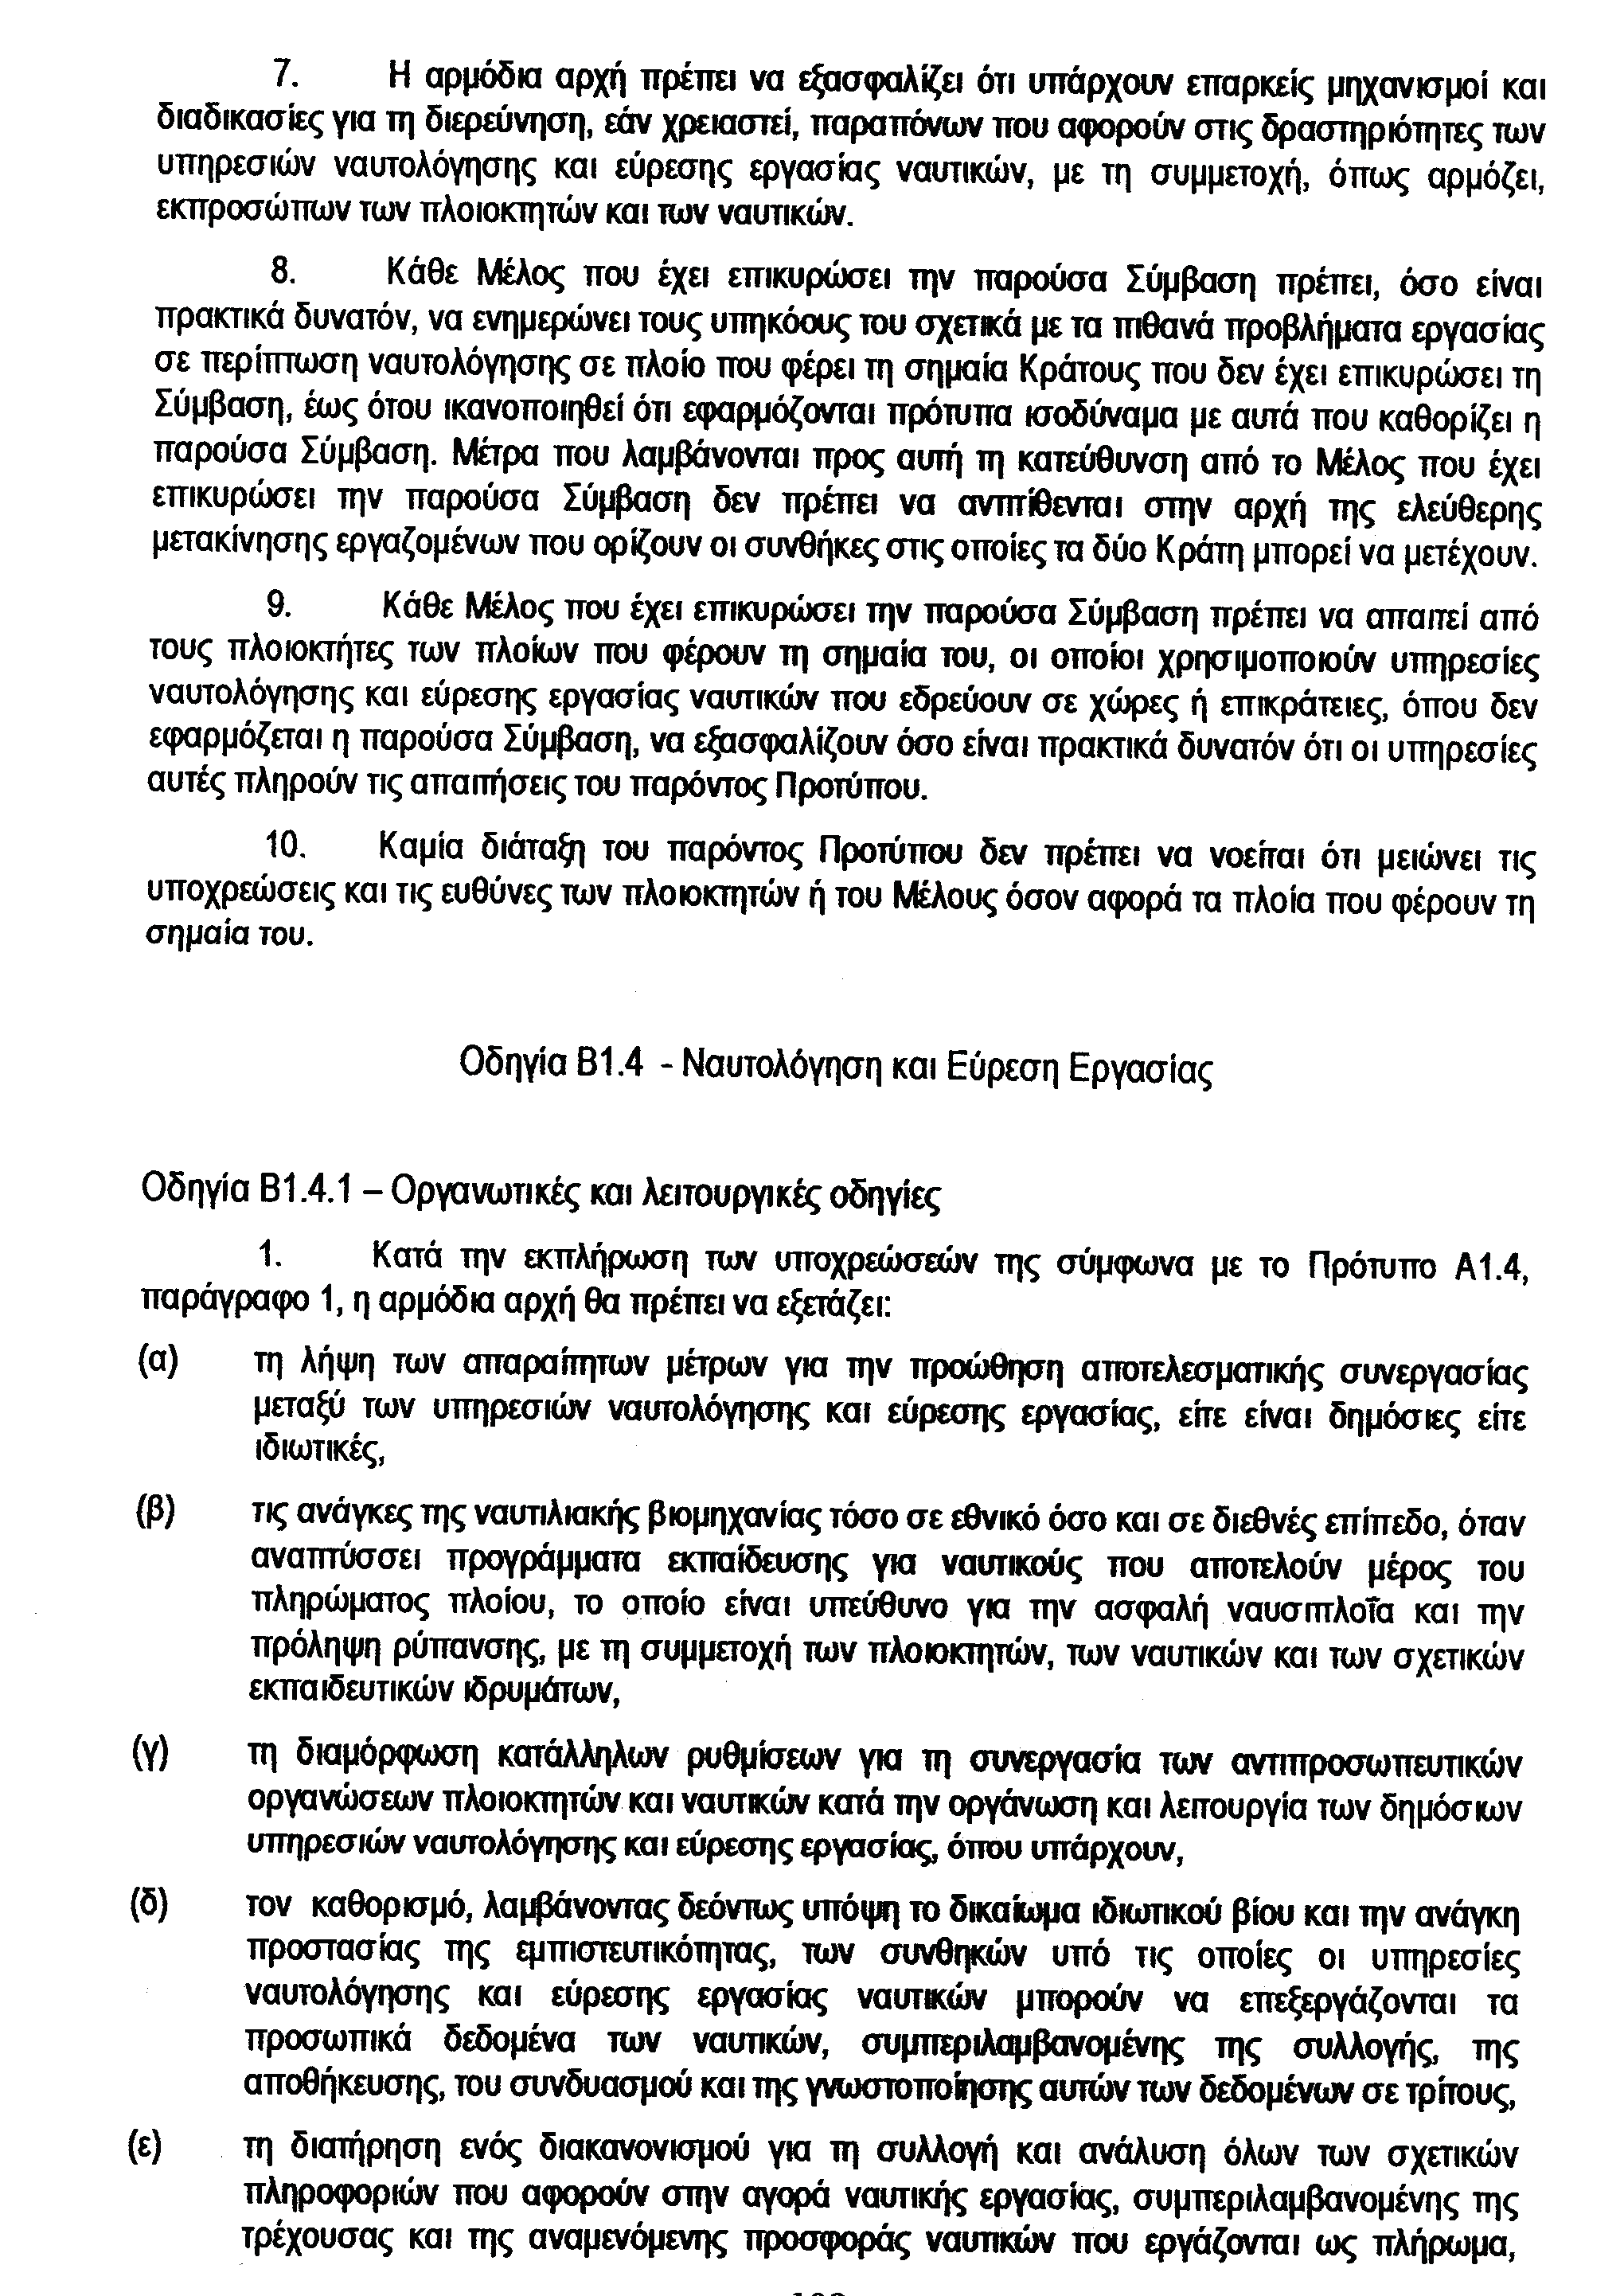 7. Η αρμόδια αρχή πρέπει να εξασφαλίζει ότι υπάρχουν επαρκείς μηχανισμοί και
διαδικασίες για τη διερεύνηση, εάν χρειαστεί, παραπόνων που αφορούν στις δραστηριότητες των
υπηρεσιών ναυτολόγησης και εύρεσης εργασίας ναυτικών, με τη συμμετοχή, όπως αρμόζει,
εκπροσώπων των πλοιοκτητών και των ναυτικών.
8. Κάθε Μέλος που έχει επικυρώσει την παρούσα Σύμβαση πρέπει, όσο είναι
πρακτικά δυνατόν, να ενημερώνει τους υπηκόους του σχετικά με τα πιθανά προβλήματα εργασίας
σε περίπτωση ναυτολόγησης σε πλοίο που φέρει τη σημαία Κράτους που δεν έχει επικυρώσει τη
Σύμβαση, έως ότου ικανοποιηθεί ότι εφαρμόζονται πρότυπα ισοδύναμα με αυτά που καθορίζει η
παρούσα Σύμβαση. Μέτρα που λαμβάνονται προς αυτή τη κατεύθυνση από το Μέλος που έχει
επικυρώσει την παρούσα Σύμβαση δεν πρέπει να αντιτίθενται στην αρχή της ελεύθερης
μετακίνησης εργαζομένων που ορίζουν οι συνθήκες στις οποίες τα δύο Κράτη μπορεί να μετέχουν.
9. Κάθε Μέλος που έχει επικυρώσει την παρούσα Σύμβαση πρέπει να απαιτεί από
τους πλοιοκτήτες των πλοίων που φέρουν τη σημαία του, οι οποίοι χρησιμοποιούν υπηρεσίες
ναυτολόγησης και εύρεσης εργασίας ναυτικών που εδρεύουν σε χώρες ή επικράτειες, όπου δεν
εφαρμόζεται η παρούσα Σύμβαση, να εξασφαλίζουν όσο είναι πρακτικά δυνατόν ότι οι υπηρεσίες
αυτές πληρούν τις απαιτήσεις του παρόντος Προτύπου.
10. Καμία διάταξη του παρόντος Προτύπου δεν πρέπει να νοείται ότι μειώνει τις
υποχρεώσεις και τις ευθύνες των πλοιοκτητών ή του Μέλους όσον αφορά τα πλοία που φέρουν τη
σημαία του.
Οδηγία Β1.4 - Ναυτολόγηση και Εύρεση Εργασίας
Οδηγία Β1.4.1 – Οργανωτικές και λειτουργικές οδηγίες
1. Κατά την εκπλήρωση των υποχρεώσεών της σύμφωνα με το Πρότυπο Α1.4,
παράγραφο 1, η αρμόδια αρχή θα πρέπει να εξετάζει:
(α) τη λήψη των απαραίτητων μέτρων για την προώθηση αποτελεσματικής συνεργασίας
μεταξύ των υπηρεσιών ναυτολόγησης και εύρεσης εργασίας, είτε είναι δημόσιες είτε
ιδιωτικές,
(β) τις ανάγκες της ναυτιλιακής βιομηχανίας τόσο σε εθνικό όσο και σε διεθνές επίπεδο, όταν
αναπτύσσει προγράμματα εκπαίδευσης για ναυτικούς που αποτελούν μέρος του
πληρώματος πλοίου, το οποίο είναι υπεύθυνο για την ασφαλή ναυσιπλοΐα και την
πρόληψη ρύπανσης, με τη συμμετοχή των πλοιοκτητών, των ναυτικών και των σχετικών
εκπαιδευτικών ιδρυμάτων,
(γ) τη διαμόρφωση κατάλληλων ρυθμίσεων για τη συνεργασία των αντιπροσωπευτικών
οργανώσεων πλοιοκτητών και ναυτικών κατά την οργάνωση και λειτουργία των δημόσιων
υπηρεσιών ναυτολόγησης και εύρεσης εργασίας, όπου υπάρχουν,
(δ) τον καθορισμό, λαμβάνοντας δεόντως υπόψη το δικαίωμα ιδιωτικού βίου και την ανάγκη
προστασίας της εμπιστευτικότητας, των συνθηκών υπό τις οποίες οι υπηρεσίες
ναυτολόγησης και εύρεσης εργασίας ναυτικών μπορούν να επεξεργάζονται τα
προσωπικά δεδομένα των ναυτικών, συμπεριλαμβανομένης της συλλογής, της
αποθήκευσης, του συνδυασμού και της γνωστοποίησης αυτών των δεδομένων σε τρίτους,
(ε) τη διατήρηση ενός διακανονισμού για τη συλλογή και ανάλυση όλων των σχετικών
πληροφοριών που αφορούν στην αγορά ναυτικής εργασίας, συμπεριλαμβανομένης της
τρέχουσας και της αναμενόμενης προσφοράς ναυτικών που εργάζονται ως πλήρωμα,